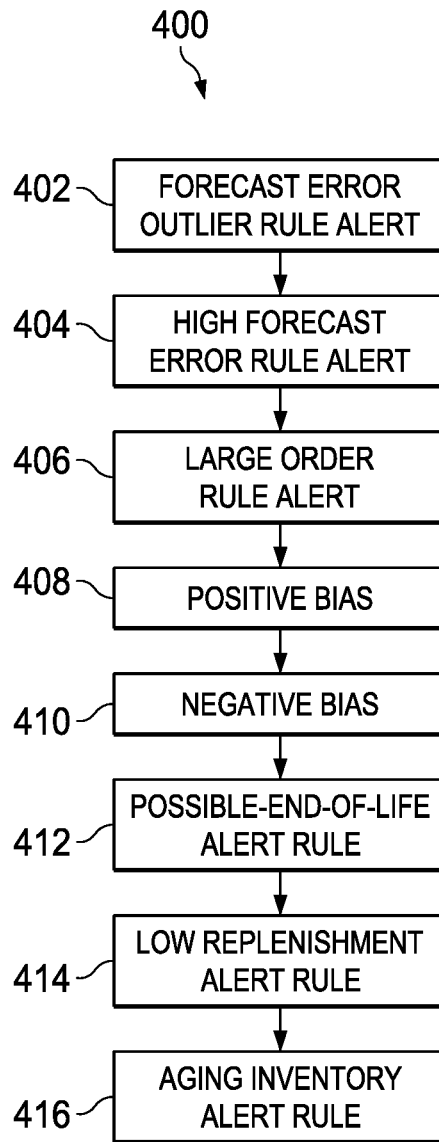 400
402
FORECAST ERROR
OUTLIER RULE ALERT
404
HIGH FORECAST
ERROR RULE ALERT
406
LARGE ORDER
RULE ALERT
408
POSITIVE BIAS
410
NEGATIVE BIAS
412
POSSIBLE-END-OF-LIFE
ALERT RULE
414
LOW REPLENISHMENT
ALERT RULE
416
AGING INVENTORY
ALERT RULE